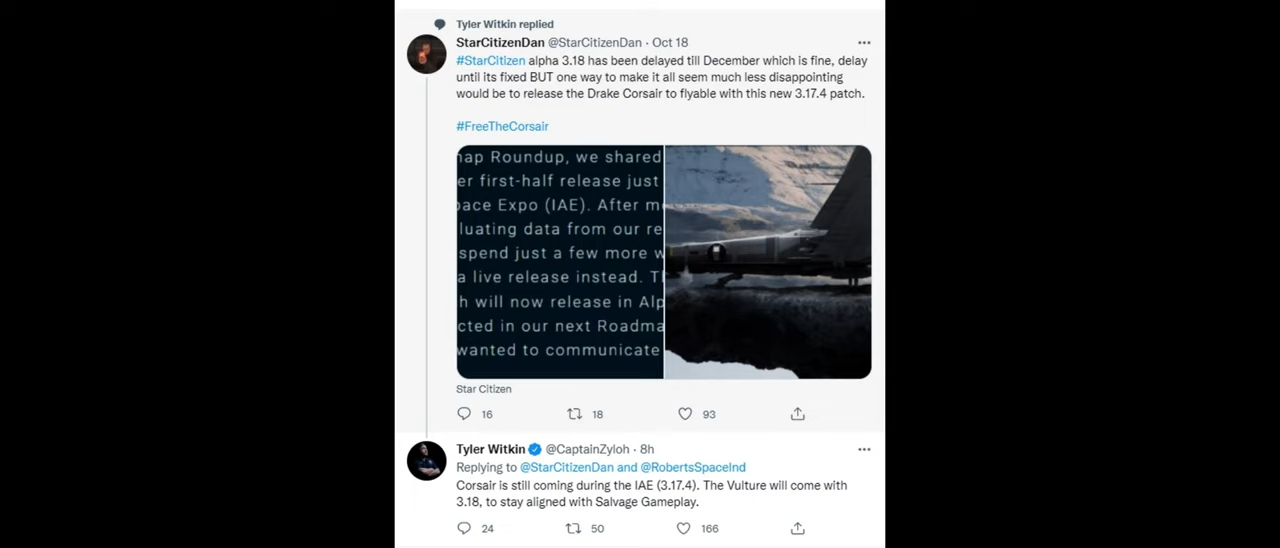 Tyler Witkin replied
StarCitizenDan @StarCitizenDan · Oct 18
#StarCitizen alpha 3.18 has been delayed till December which is fine, delay
until its fixed BUT one way to make it all seem much less disappointing
would be to release the Drake Corsair to flyable with this new 3.17.4 patch.
#FreeTheCorsair
ap Roundup, we shared
er first-half release just
ace Expo (IAE). After m
luating data from our re
spend just a few more w
a live release instead. T
h will now release in Alp
cted in our next Roadma
wanted to communicate
Star Citizen
16 18 93
Tyler Witkin @CaptainZyloh · 8h
Replying to @StarCitizenDan and @RobertsSpaceInd
Corsair is still coming during the IAE (3.17.4). The Vulture will come with
3.18, to stay aligned with Salvage Gameplay.
24 50 166